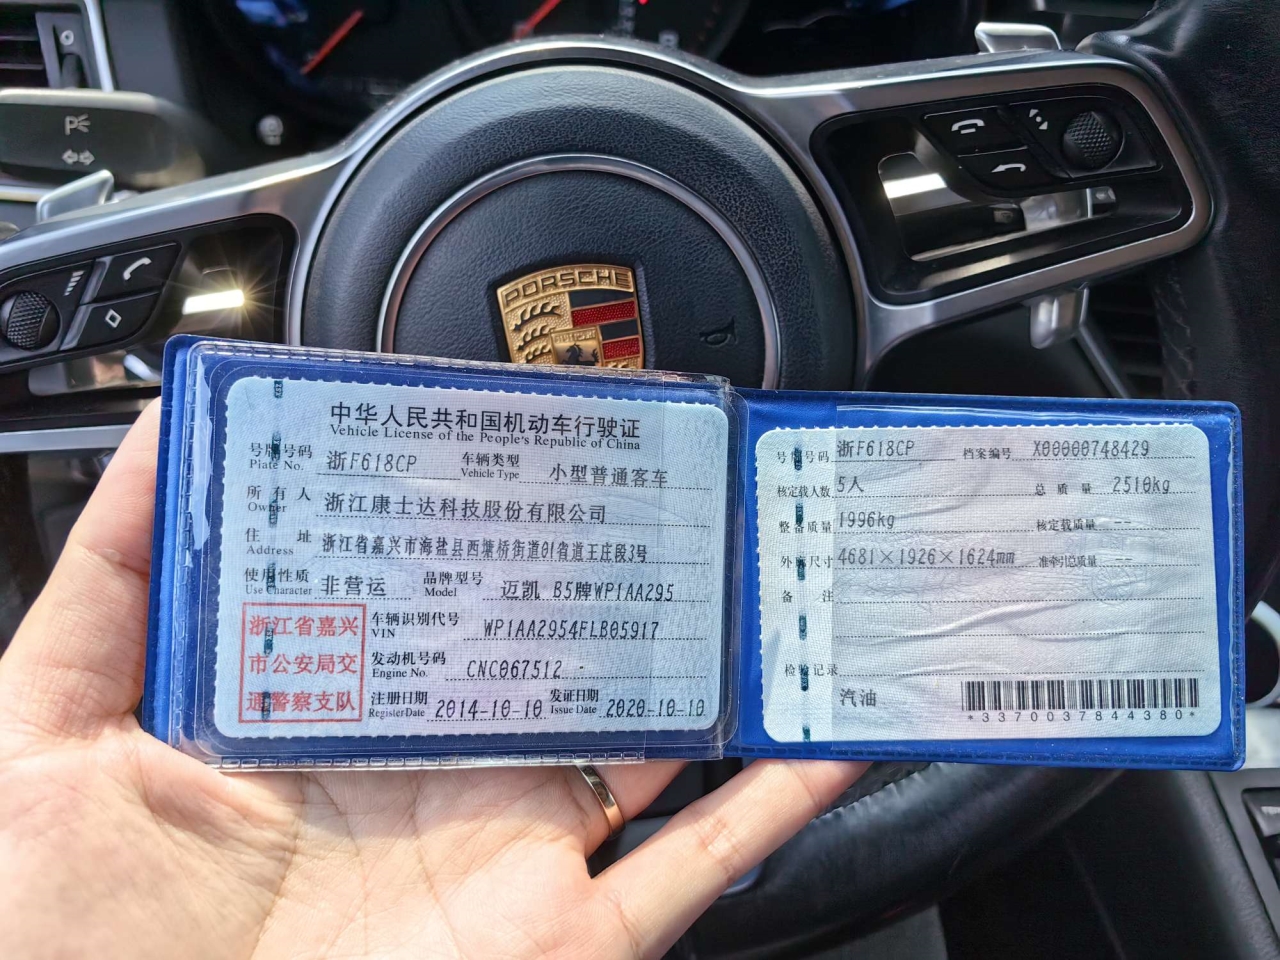 PORSCHE
中华人民共和国机动车行驶证
Vehicle License of the People's Republic of China
号牌号码 浙F618CP 车辆类型 小型普通客车
Plate No. Vehicle Type
所有人 浙江康士达科技股份有限公司
Owner
住址 浙江省嘉兴市海盐县西塘桥街道01省道王庄段3号
Address
使用性质 非营运 品牌型号 迈凯 B5牌WP1AA295
Use Character Model
浙江省嘉兴
市公安局交
通警察支队
车辆识别代号 WP1AA2954FLB05917
VIN
发动机号码 CNC067512 -
Engine No.
注册日期 2014-10-10 发证日期 2020-10-10
Register Date Issue Date
号牌号码 浙F618CP 档案编号 X00000748429
核定载人数 5人 总质量 2510kg
整备质量 1996kg 核定载质量 --
外廓尺寸 4681×1926×1624mm 准牵引总质量 --
备注
检验记录
汽油
*3370037844380*